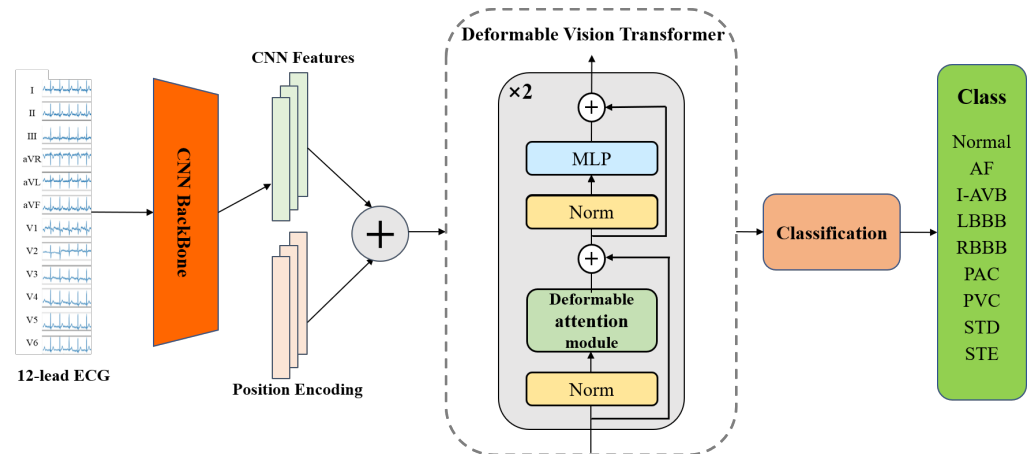 I
II
III
aVR
aVL
aVF
V1
V2
V3
V4
V5
V6
12-lead ECG
CNN BackBone
CNN Features
Position Encoding
+
Deformable Vision Transformer
×2
+
MLP
Norm
+
Deformable
attention
module
Norm
Classification
Class
Normal
AF
I-AVB
LBBB
RBBB
PAC
PVC
STD
STE